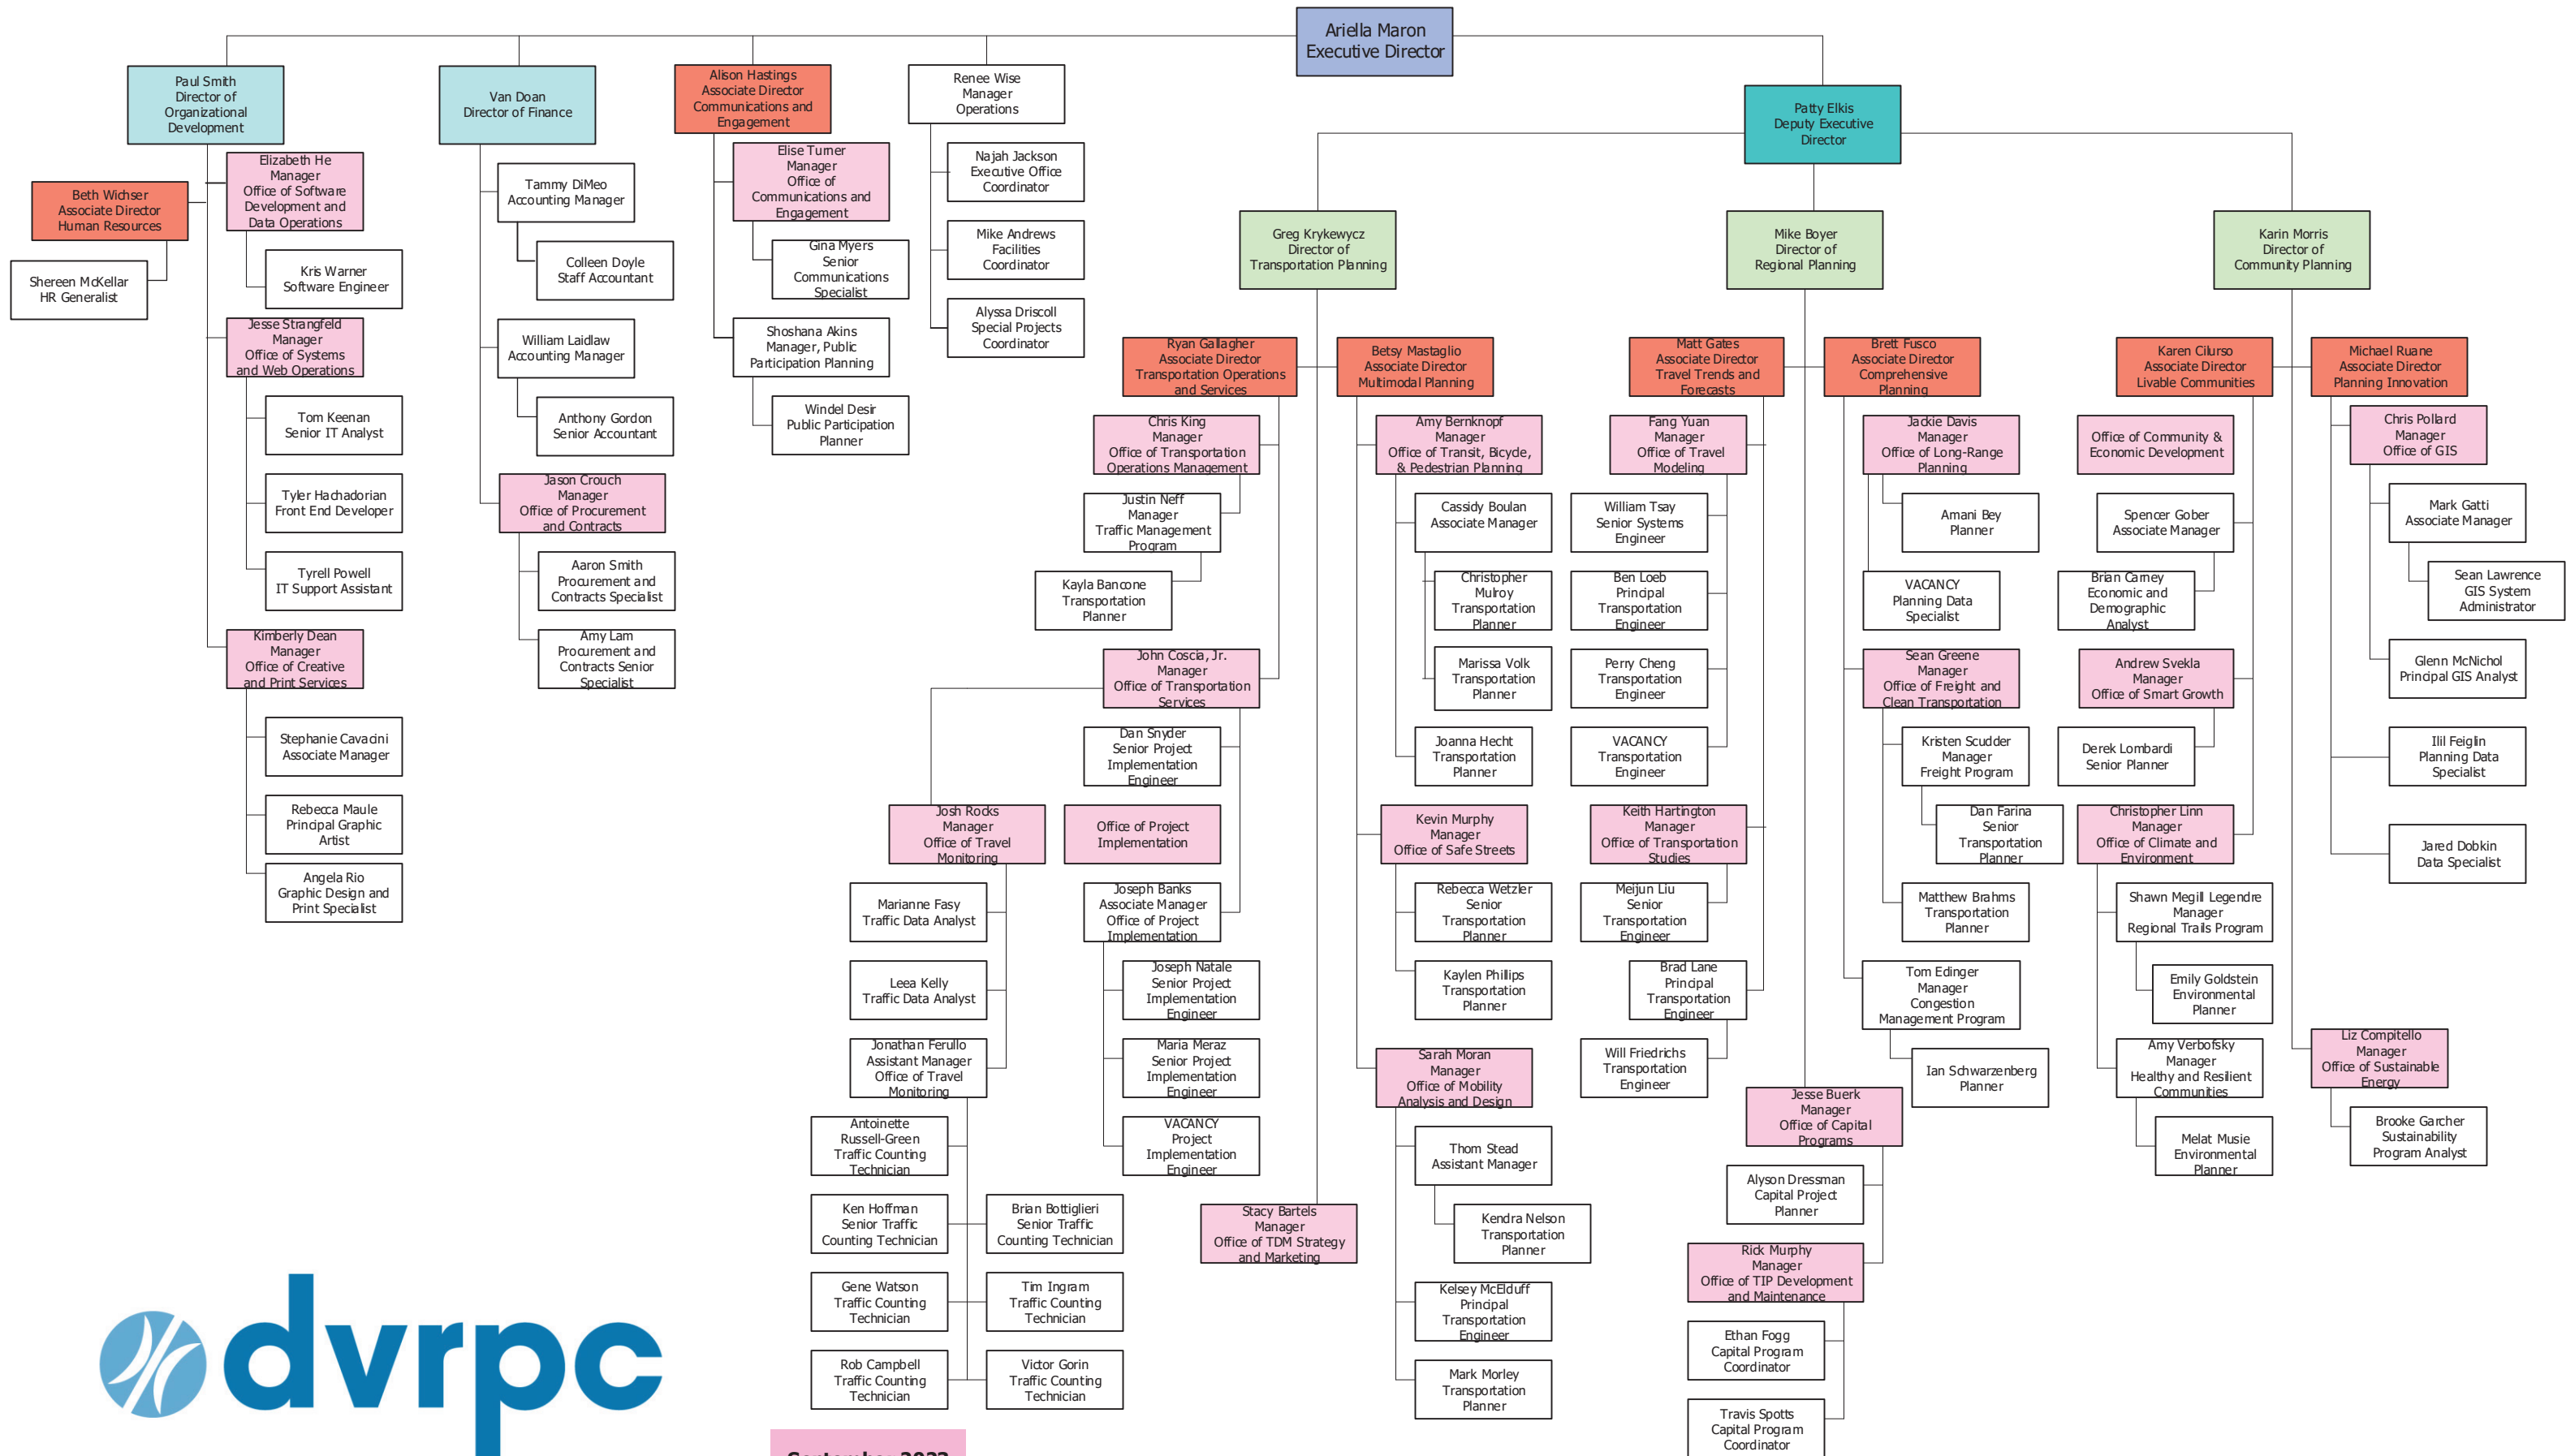 Ariella Maron
Executive Director
Paul Smith
Director of
Organizational
Development
Van Doan
Director of Finance
Alison Hastings
Associate Director
Communications and
Engagement
Renee Wise
Manager
Operations
Patty Elkis
Deputy Executive
Director
Beth Wichser
Associate Director
Human Resources
Shereen McKellar
HR Generalist
Elizabeth He
Manager
Office of Software
Development and
Data Operations
Kris Warner
Software Engineer
Jesse Strangfeld
Manager
Office of Systems
and Web Operations
Tom Keenan
Senior IT Analyst
Tyler Hachadorian
Front End Developer
Tyrell Powell
IT Support Assistant
Kimberly Dean
Manager
Office of Creative
and Print Services
Stephanie Cavacini
Associate Manager
Rebecca Maule
Principal Graphic
Artist
Angela Rio
Graphic Design and
Print Specialist
Tammy DiMeo
Accounting Manager
Colleen Doyle
Staff Accountant
William Laidlaw
Accounting Manager
Anthony Gordon
Senior Accountant
Jason Crouch
Manager
Office of Procurement
and Contracts
Aaron Smith
Procurement and
Contracts Specialist
Amy Lam
Procurement and
Contracts Senior
Specialist
Elise Turner
Manager
Office of
Communications and
Engagement
Gina Myers
Senior
Communications
Specialist
Shoshana Akins
Manager, Public
Participation Planning
Windel Desir
Public Participation
Planner
Najah Jackson
Executive Office
Coordinator
Mike Andrews
Facilities
Coordinator
Alyssa Driscoll
Special Projects
Coordinator
Greg Krykewycz
Director of
Transportation Planning
Mike Boyer
Director of
Regional Planning
Karin Morris
Director of
Community Planning
Ryan Gallagher
Associate Director
Transportation Operations
and Services
Betsy Mastaglio
Associate Director
Multimodal Planning
Matt Gates
Associate Director
Travel Trends and
Forecasts
Brett Fusco
Associate Director
Comprehensive
Planning
Karen Cilurso
Associate Director
Livable Communities
Michael Ruane
Associate Director
Planning Innovation
Chris King
Manager
Office of Transportation
Operations Management
Justin Neff
Manager
Traffic Management
Program
Kayla Bancone
Transportation
Planner
John Coscia, Jr.
Manager
Office of Transportation
Services
Dan Snyder
Senior Project
Implementation
Engineer
Josh Rocks
Manager
Office of Travel
Monitoring
Office of Project
Implementation
Marianne Fasy
Traffic Data Analyst
Leea Kelly
Traffic Data Analyst
Jonathan Ferullo
Assistant Manager
Office of Travel
Monitoring
Antoinette
Russell-Green
Traffic Counting
Technician
Ken Hoffman
Senior Traffic
Counting Technician
Brian Bottiglieri
Senior Traffic
Counting Technician
Gene Watson
Traffic Counting
Technician
Tim Ingram
Traffic Counting
Technician
Rob Campbell
Traffic Counting
Technician
Victor Gorin
Traffic Counting
Technician
Joseph Banks
Associate Manager
Office of Project
Implementation
Joseph Natale
Senior Project
Implementation
Engineer
Maria Meraz
Senior Project
Implementation
Engineer
VACANCY
Project
Implementation
Engineer
Stacy Bartels
Manager
Office of TDM Strategy
and Marketing
Amy Bernknopf
Manager
Office of Transit, Bicycle,
& Pedestrian Planning
Cassidy Boulan
Associate Manager
Christopher
Mulroy
Transportation
Planner
Marissa Volk
Transportation
Planner
Joanna Hecht
Transportation
Planner
Kevin Murphy
Manager
Office of Safe Streets
Rebecca Wetzler
Senior
Transportation
Planner
Kaylen Phillips
Transportation
Planner
Sarah Moran
Manager
Office of Mobility
Analysis and Design
Thom Stead
Assistant Manager
Kendra Nelson
Transportation
Planner
Kelsey McElduff
Principal
Transportation
Engineer
Mark Morley
Transportation
Planner
Fang Yuan
Manager
Office of Travel
Modeling
William Tsay
Senior Systems
Engineer
Ben Loeb
Principal
Transportation
Engineer
Perry Cheng
Transportation
Engineer
VACANCY
Transportation
Engineer
Keith Hartington
Manager
Office of Transportation
Studies
Meijun Liu
Senior
Transportation
Engineer
Brad Lane
Principal
Transportation
Engineer
Will Friedrichs
Transportation
Engineer
Jackie Davis
Manager
Office of Long-Range
Planning
Amani Bey
Planner
VACANCY
Planning Data
Specialist
Sean Greene
Manager
Office of Freight and
Clean Transportation
Kristen Scudder
Manager
Freight Program
Dan Farina
Senior
Transportation
Planner
Matthew Brahms
Transportation
Planner
Tom Edinger
Manager
Congestion
Management Program
Ian Schwarzenberg
Planner
Jesse Buerk
Manager
Office of Capital
Programs
Alyson Dressman
Capital Project
Planner
Rick Murphy
Manager
Office of TIP Development
and Maintenance
Ethan Fogg
Capital Program
Coordinator
Travis Spotts
Capital Program
Coordinator
Office of Community &
Economic Development
Spencer Gober
Associate Manager
Brian Carney
Economic and
Demographic
Analyst
Andrew Svekla
Manager
Office of Smart Growth
Derek Lombardi
Senior Planner
Christopher Linn
Manager
Office of Climate and
Environment
Shawn Megill Legendre
Manager
Regional Trails Program
Emily Goldstein
Environmental
Planner
Amy Verbofsky
Manager
Healthy and Resilient
Communities
Melat Musie
Environmental
Planner
Chris Pollard
Manager
Office of GIS
Mark Gatti
Associate Manager
Sean Lawrence
GIS System
Administrator
Glenn McNichol
Principal GIS Analyst
Ilil Feiglin
Planning Data
Specialist
Jared Dobkin
Data Specialist
Liz Compitello
Manager
Office of Sustainable
Energy
Brooke Garcher
Sustainability
Program Analyst
dvrpc
September 2023